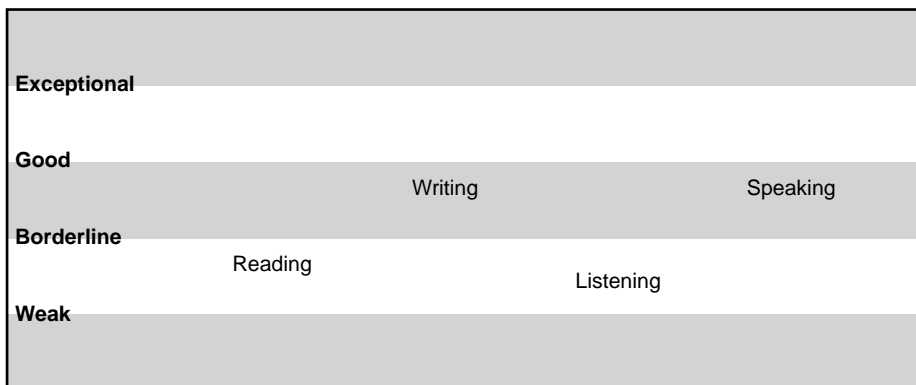 Exceptional
Good
Writing Speaking
Borderline
Reading
Listening
Weak